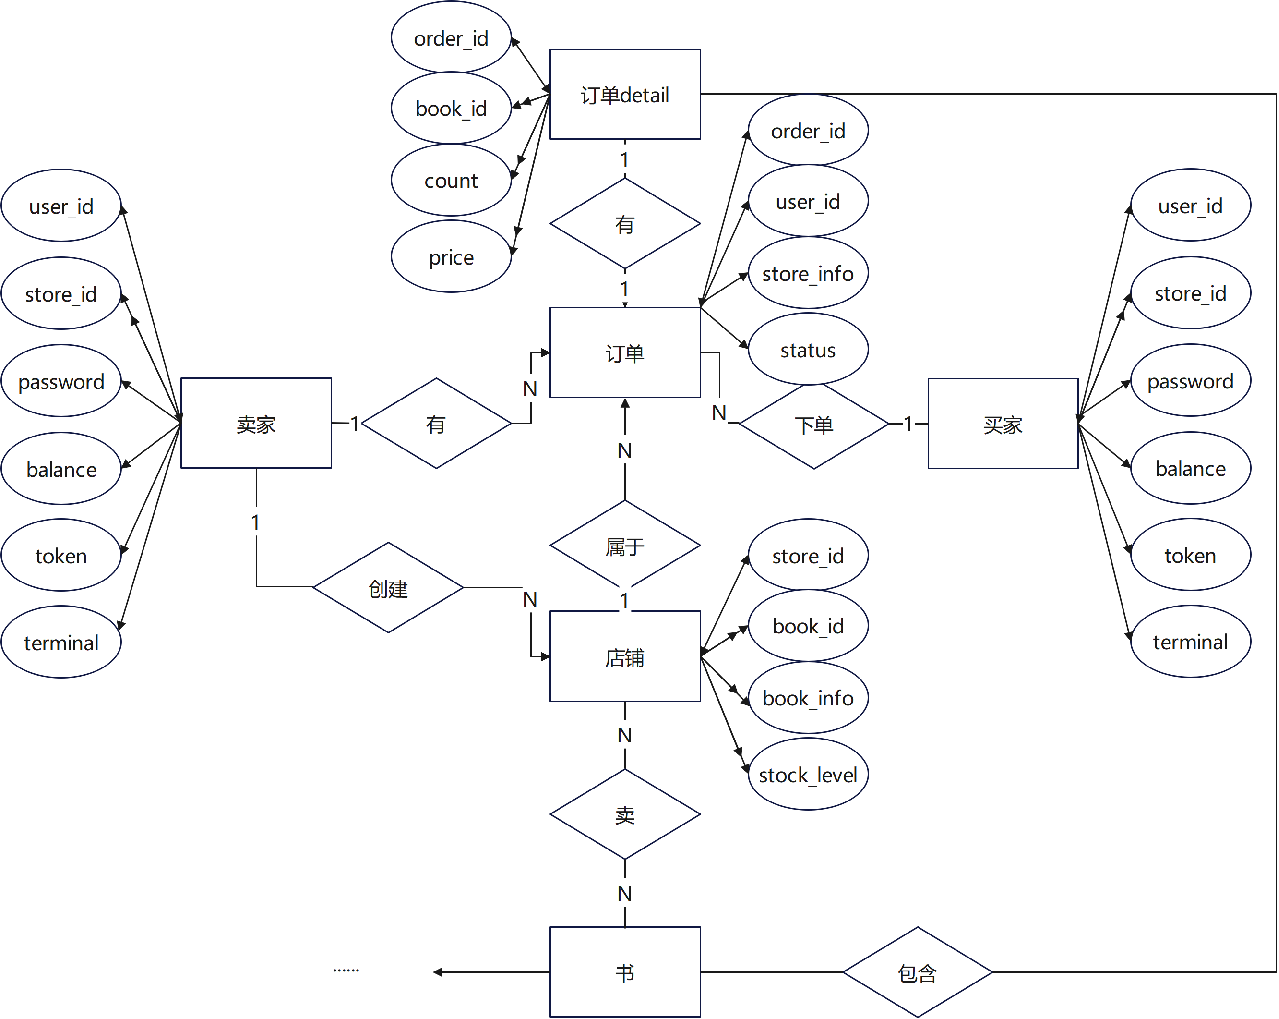 order_id
订单detail
book_id
order_id
1
count
user_id
user_id
user_id
有
price
store_info
1
store_id
store_id
status
订单
password
password
N
N
卖家
1
有
下单
1
买家
N
balance
balance
1
属于
token
store_id
token
创建
N
1
book_id
terminal
terminal
店铺
book_info
N
stock_level
卖
N
书
包含
......